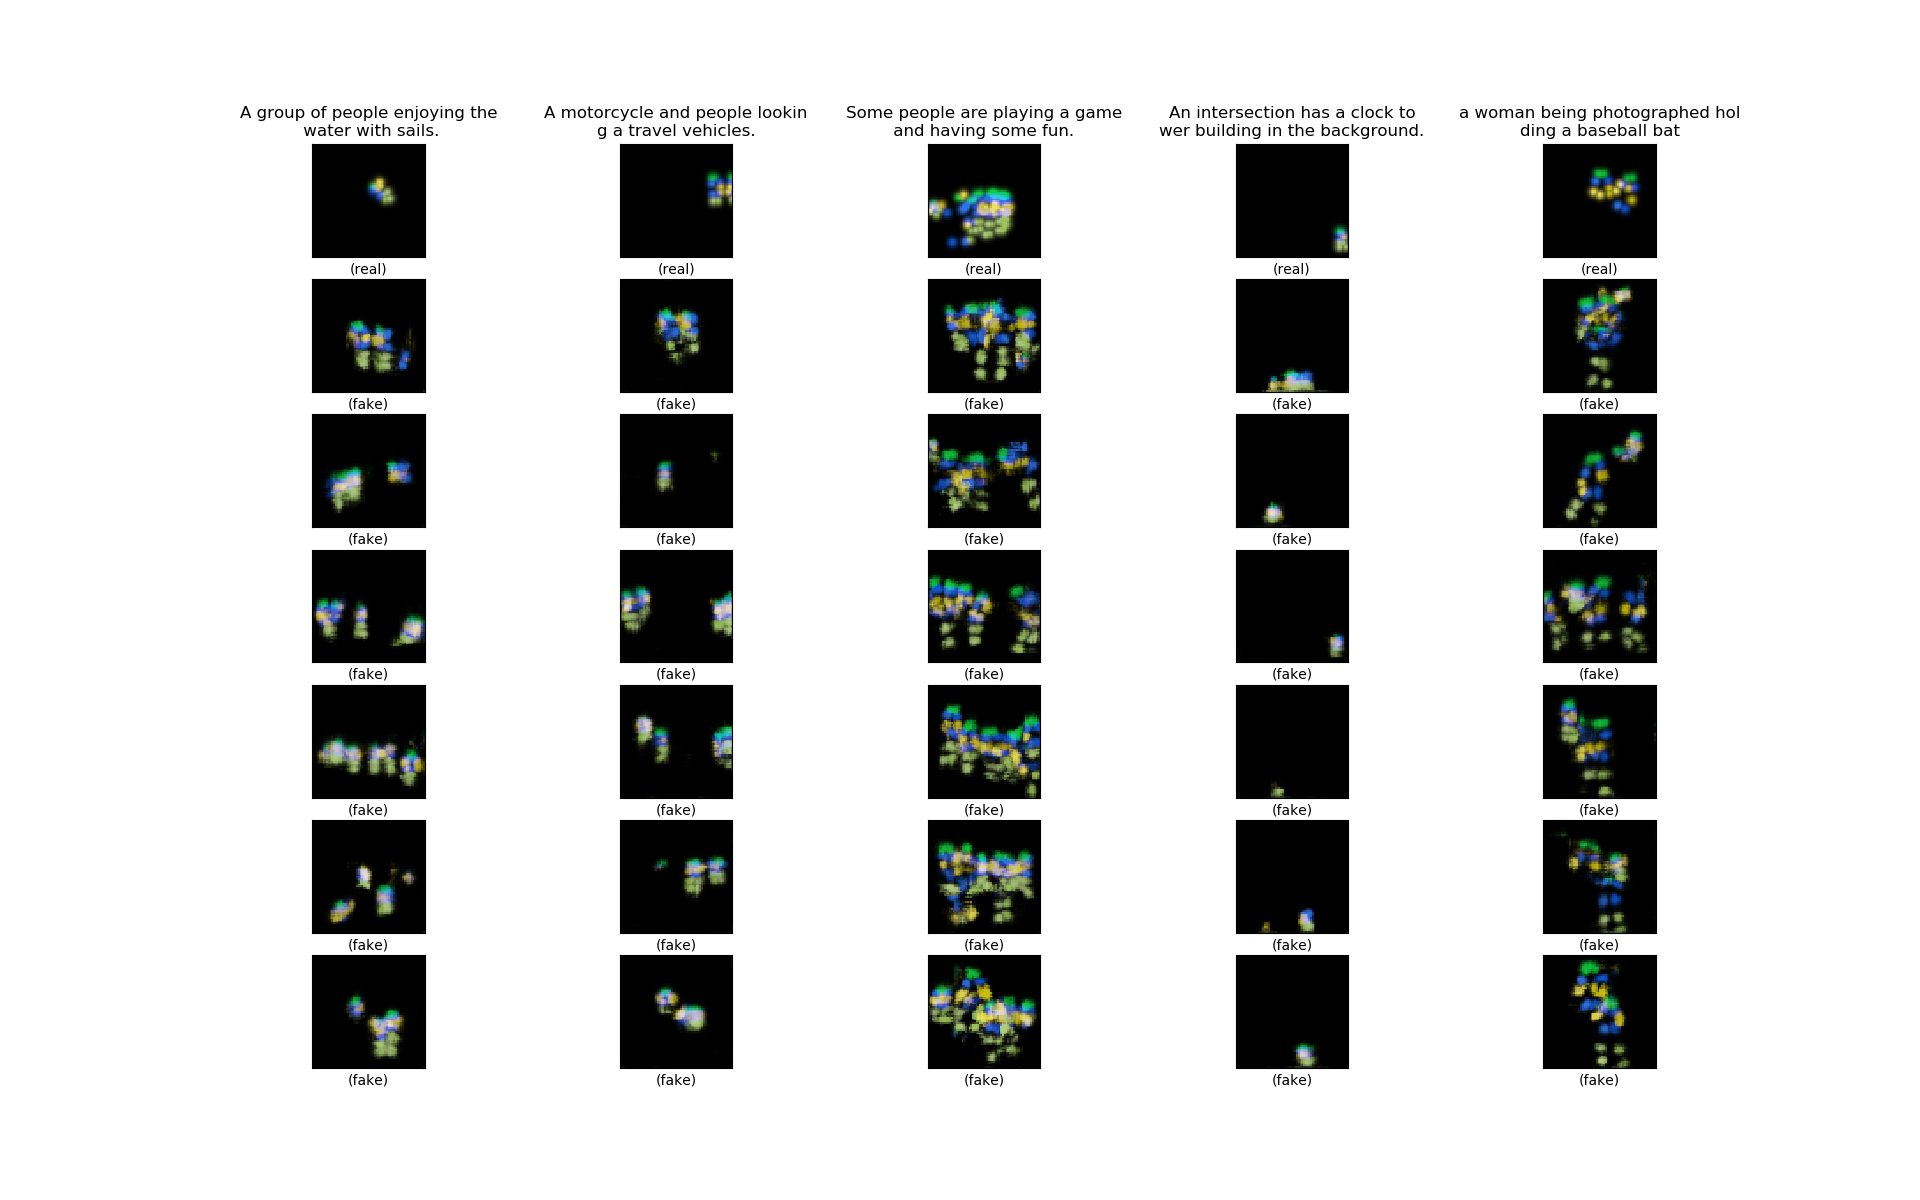 A group of people enjoying the
water with sails.
A motorcycle and people lookin
g a travel vehicles.
Some people are playing a game
and having some fun.
An intersection has a clock to
wer building in the background.
a woman being photographed hol
ding a baseball bat
(real) (real) (real) (real) (real)
(fake) (fake) (fake) (fake) (fake)
(fake) (fake) (fake) (fake) (fake)
(fake) (fake) (fake) (fake) (fake)
(fake) (fake) (fake) (fake) (fake)
(fake) (fake) (fake) (fake) (fake)
(fake) (fake) (fake) (fake) (fake)